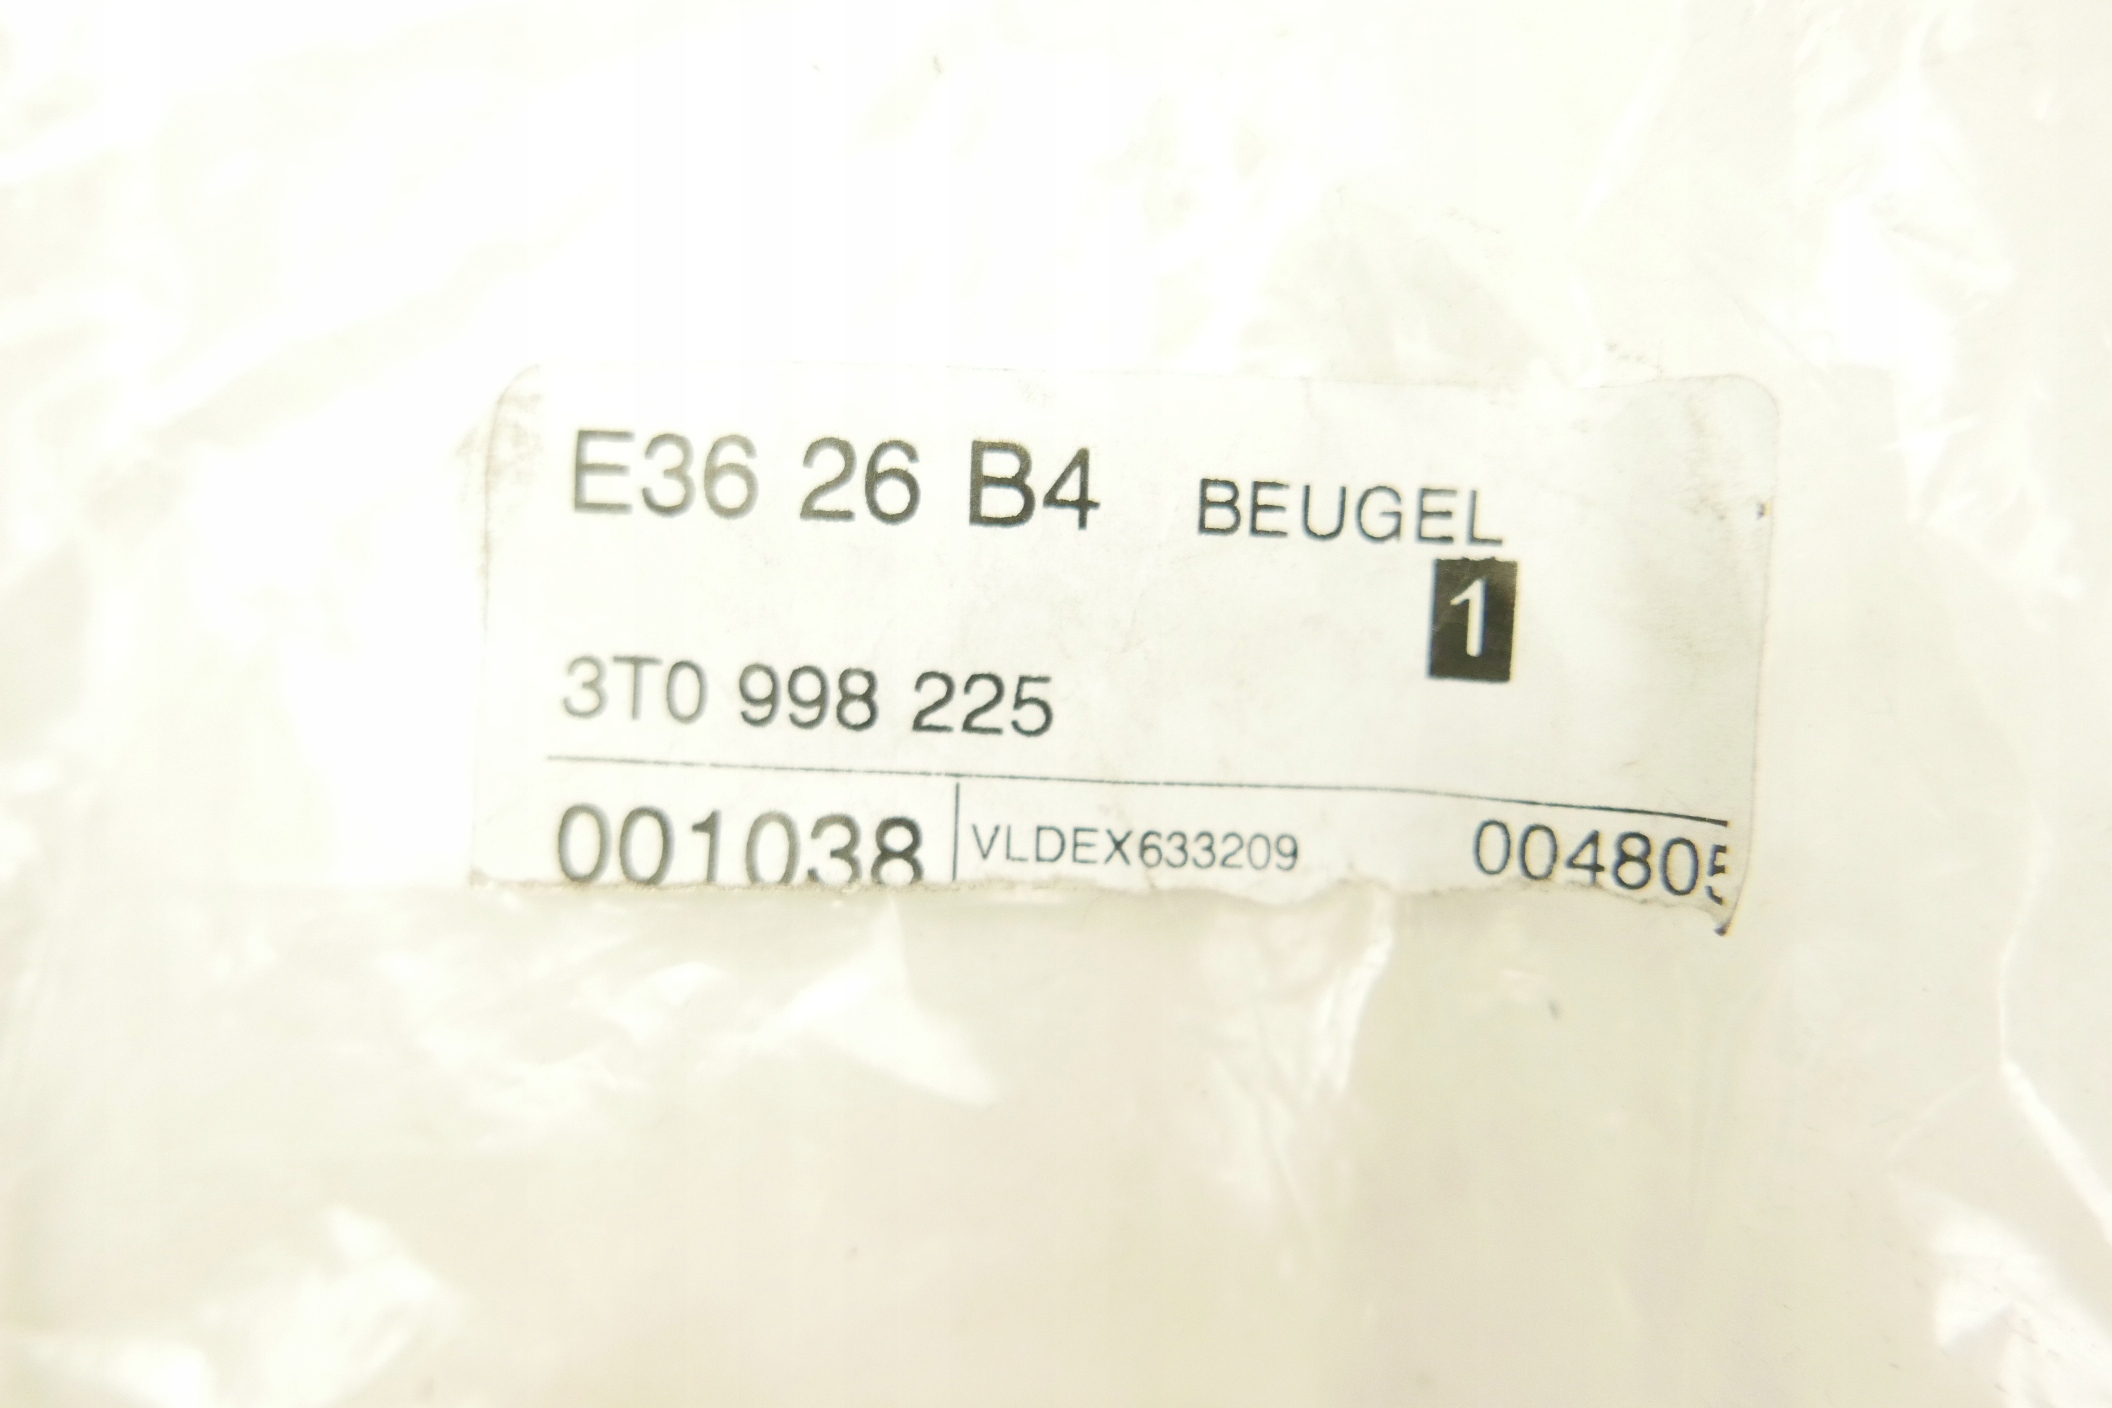 E36 26 B4 BEUGEL
1
3T0 998 225
001038 VLDEX633209 004805